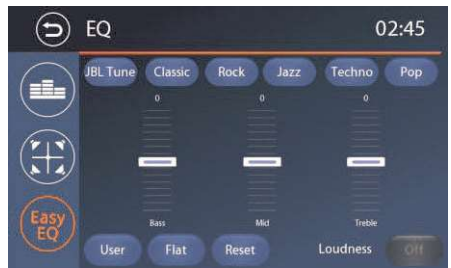 EQ 02:45
JBL Tune Classic Rock Jazz Techno Pop
0 0 0
Easy EQ
Bass Mid Treble
User Flat Reset Loudness Off